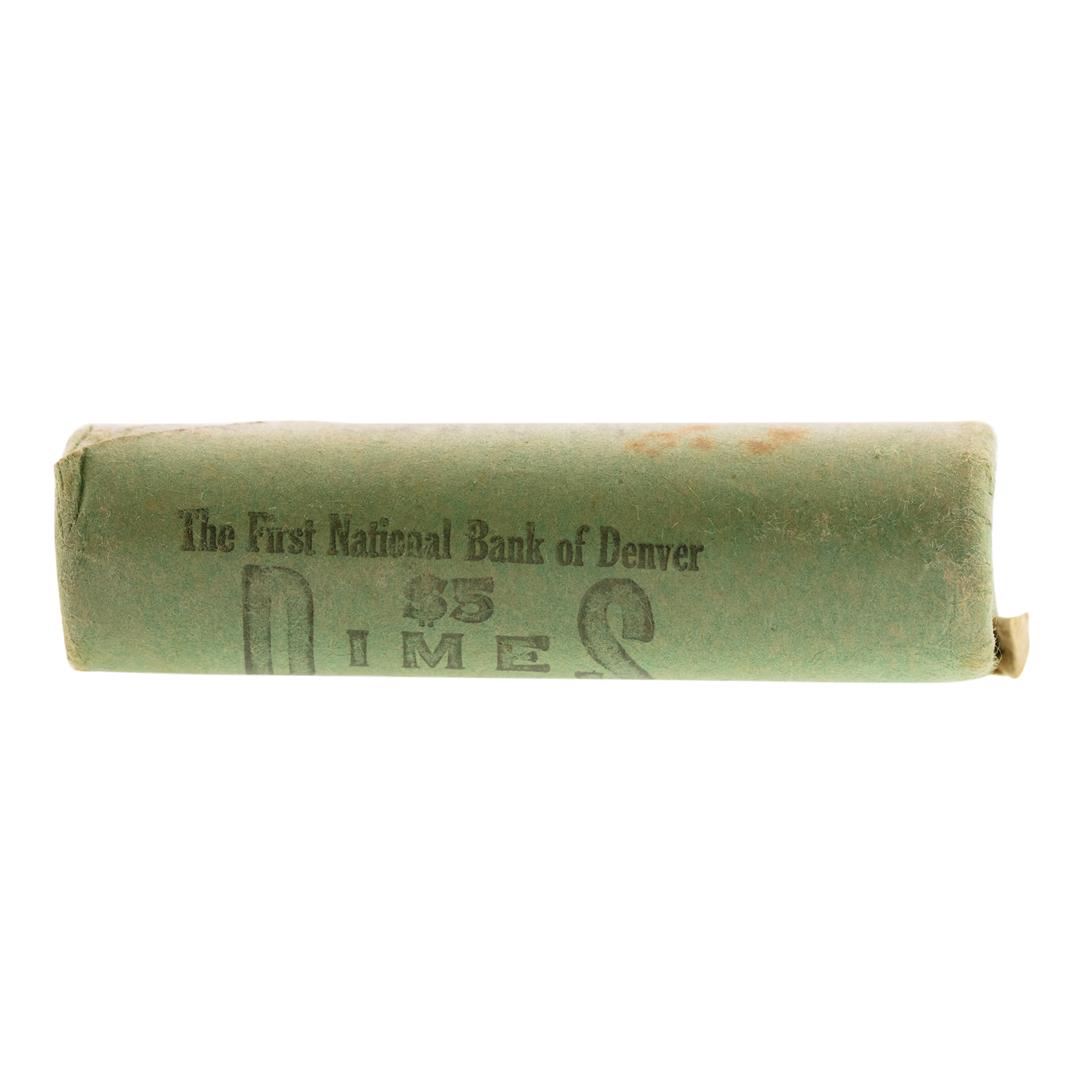 The First National Bank of Denver
$5
DIMES